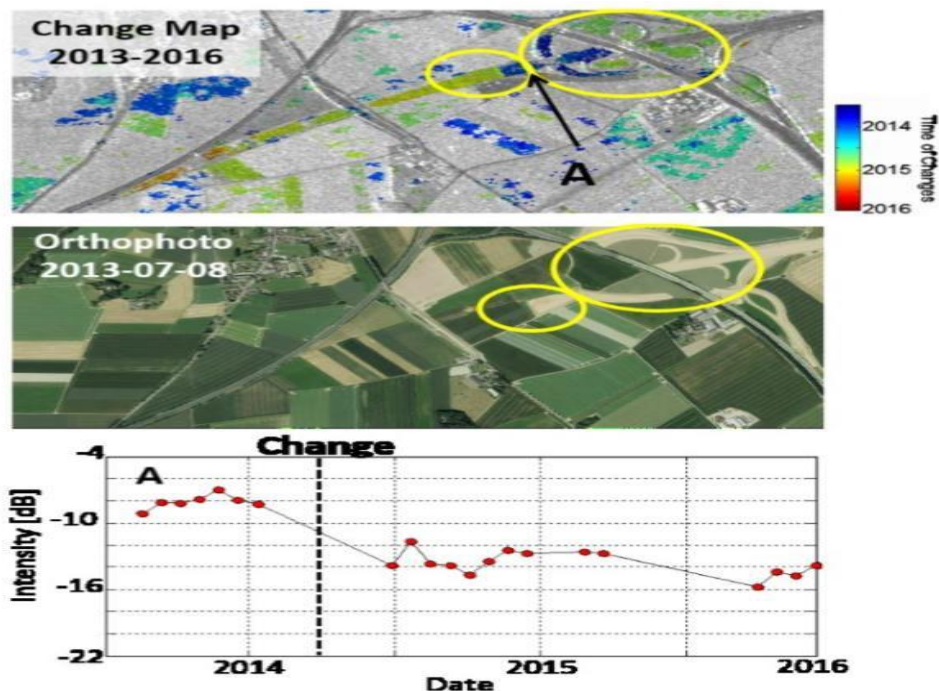 Change Map
2013-2016
A
2014
2015
2016
Time of Changes
Orthophoto
2013-07-08
Change
A
-4
-10
-16
-22
Intensity [dB]
2014
2015
2016
Date